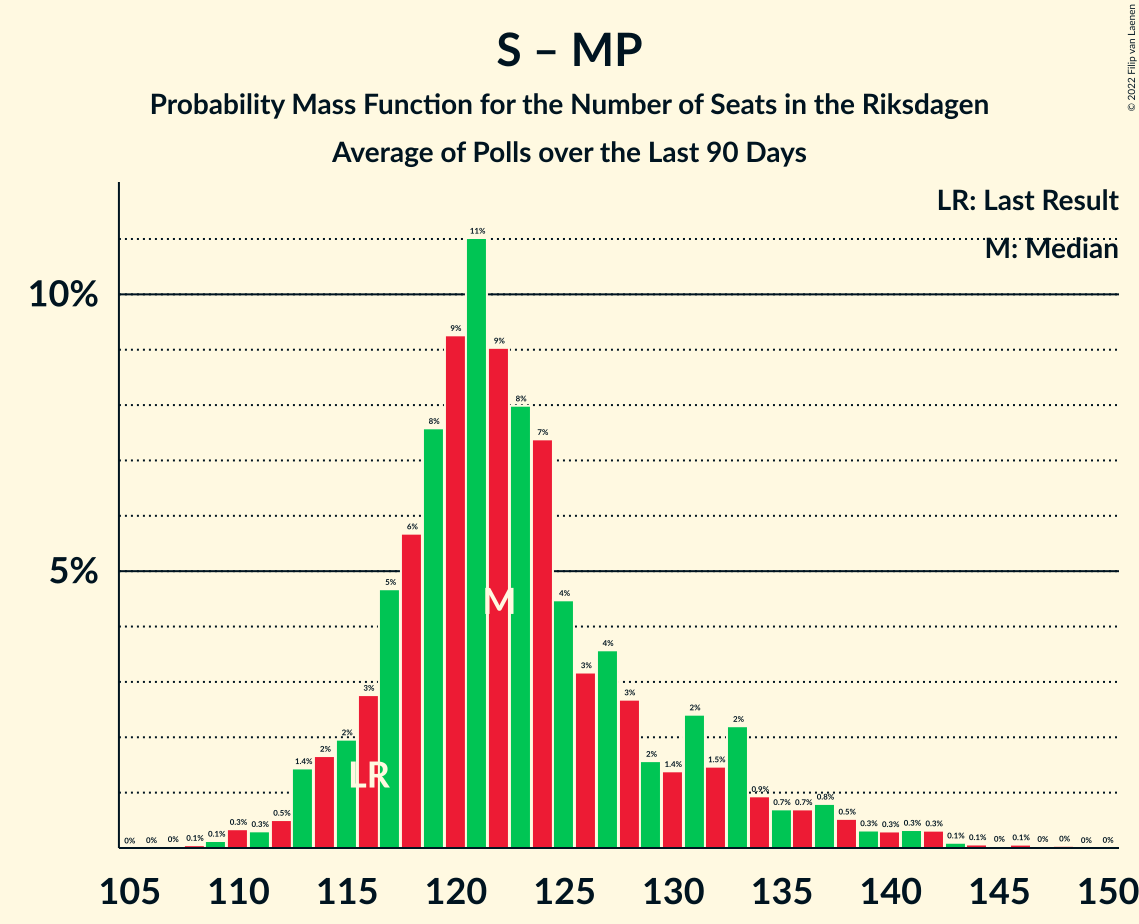 S – MP
Probability Mass Function for the Number of Seats in the Riksdagen
Average of Polls over the Last 90 Days
© 2022 Filip van Laenen
LR: Last Result
M: Median
10%
5%
0% 0% 0% 0.1% 0.1% 0.3% 0.3% 0.5% 1.4% 2% 2% 3% 5% 6% 8% 9% 11% 9% 8% 7% 4% 3% 4% 3% 2% 1.4% 2% 1.5% 2% 0.9% 0.7% 0.7% 0.8% 0.5% 0.3% 0.3% 0.3% 0.3% 0.1% 0.1% 0% 0.1% 0% 0% 0% 0%
LR
M
105 110 115 120 125 130 135 140 145 150